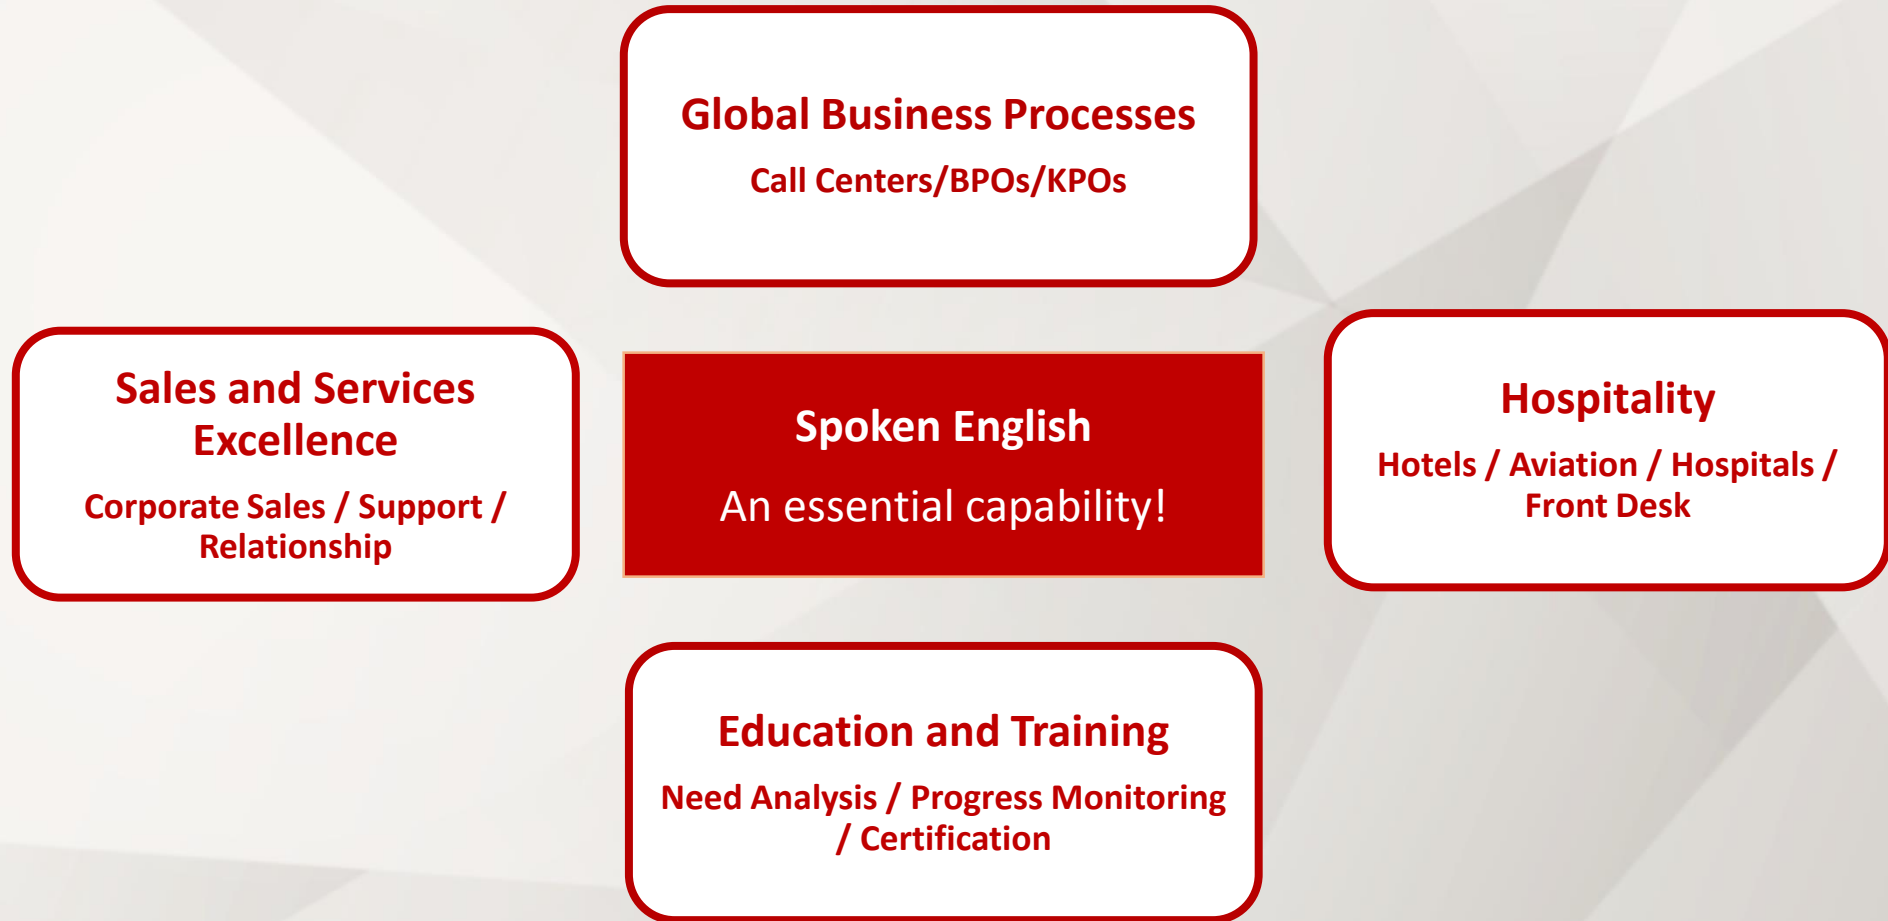 Global Business Processes
Call Centers/BPOs/KPOs
Sales and Services
Excellence
Corporate Sales / Support /
Relationship
Spoken English
An essential capability!
Hospitality
Hotels / Aviation / Hospitals /
Front Desk
Education and Training
Need Analysis / Progress Monitoring
/ Certification